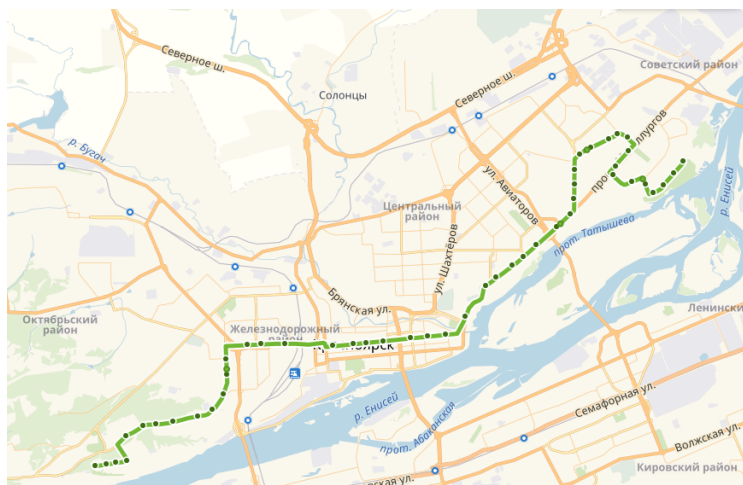 Северное ш.
Советский район
Солонцы
Северное ш.
р. Бугач
ллургов
про
ул. Авиаторов
Центральный
район
р. Енисей
прот. Татышева
ул. Шахтёров
Брянская ул.
Октябрьский
район
Железнодорожный
район
Ленинский
р. Енисей
Семафорная ул.
прот. Абаканская
Волжская ул.
Кировский район